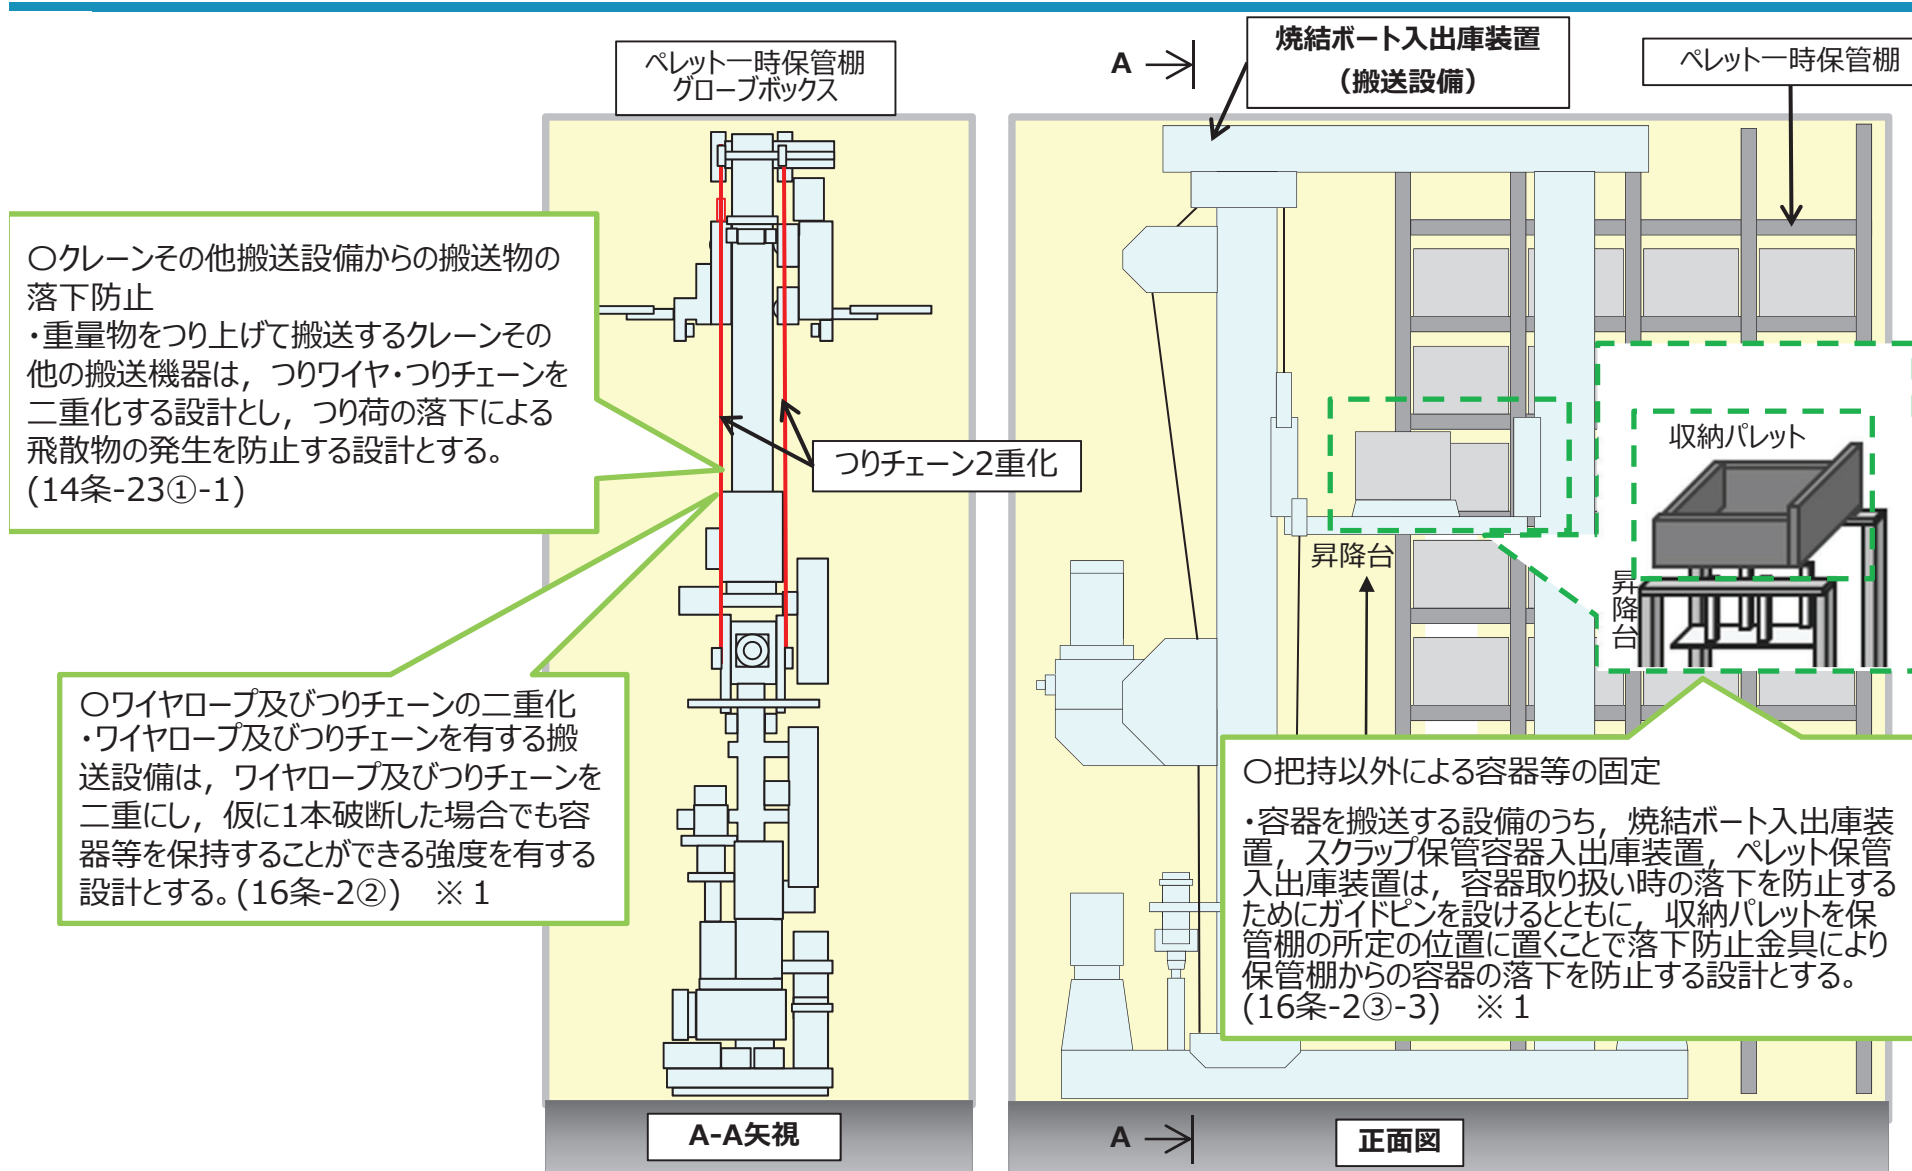 ペレット一時保管棚
グローブボックス
A
焼結ボート入出庫装置
（搬送設備）
ペレット一時保管棚
〇クレーンその他搬送設備からの搬送物の
落下防止
・重量物をつり上げて搬送するクレーンその
他の搬送機器は，つりワイヤ・つりチェーンを
二重化する設計とし，つり荷の落下による
飛散物の発生を防止する設計とする。
(14条-23①-1)
つりチェーン2重化
収納パレット
昇降台
昇降台
〇ワイヤロープ及びつりチェーンの二重化
・ワイヤロープ及びつりチェーンを有する搬
送設備は，ワイヤロープ及びつりチェーンを
二重にし，仮に1本破断した場合でも容
器等を保持することができる強度を有する
設計とする。(16条-2②)　※１
〇把持以外による容器等の固定
・容器を搬送する設備のうち，焼結ボート入出庫装
置，スクラップ保管容器入出庫装置，ペレット保管
入出庫装置は，容器取り扱い時の落下を防止する
ためにガイドピンを設けるとともに，収納パレットを保
管棚の所定の位置に置くことで落下防止金具により
保管棚からの容器の落下を防止する設計とする。
(16条-2③-3)　※１
A-A矢視
A
正面図